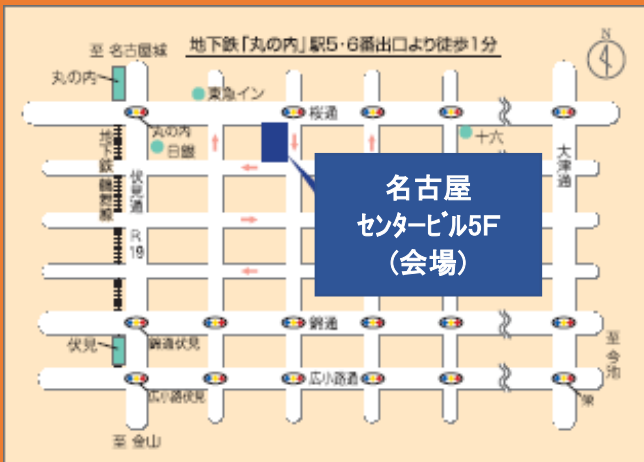 地下鉄「丸の内」駅5・6番出口より徒歩1分
N
至 名古屋城
丸の内
東急イン
桜通
丸の内
日銀
十六
地下鉄 鶴舞線
伏見通
R19
大津通
名古屋
センタービル5F
(会場)
錦通
伏見
錦通伏見
至 今池
広小路通
広小路伏見
栄
至 金山